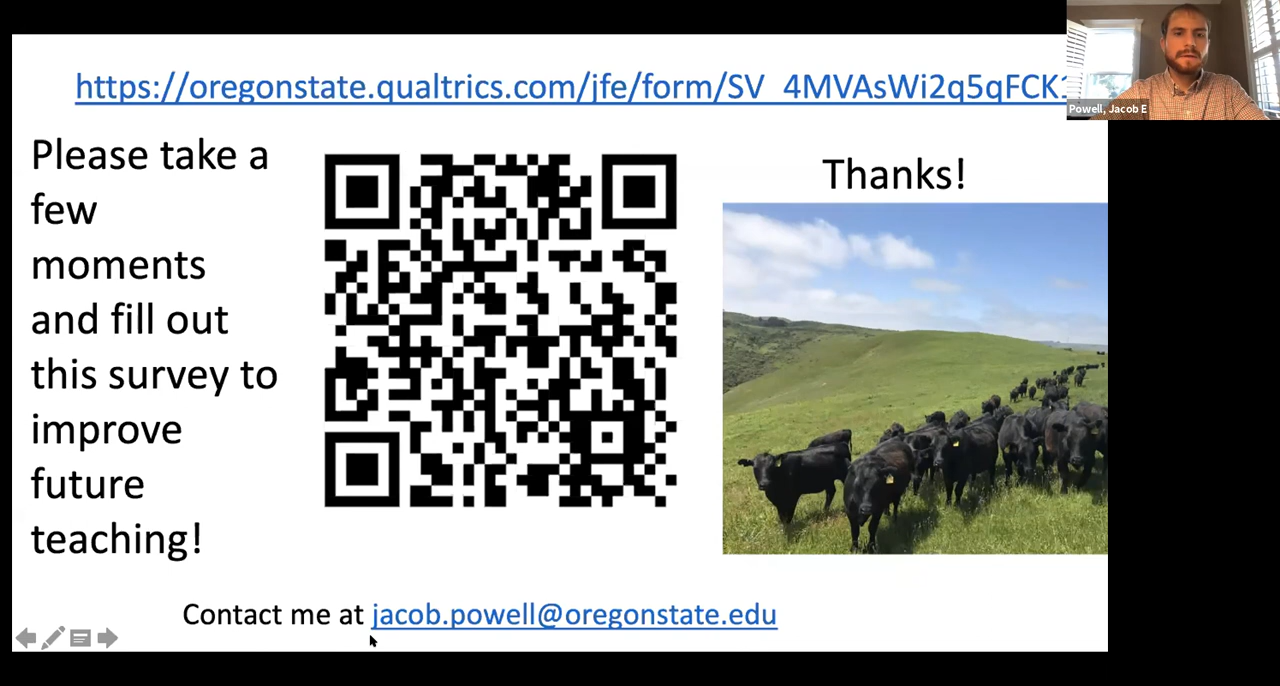 https://oregonstate.qualtrics.com/jfe/form/SV_4MVAsWi2q5qFCK
Powell, Jacob E
Please take a
few
moments
and fill out
this survey to
improve
future
teaching!
Thanks!
Contact me at jacob.powell@oregonstate.edu